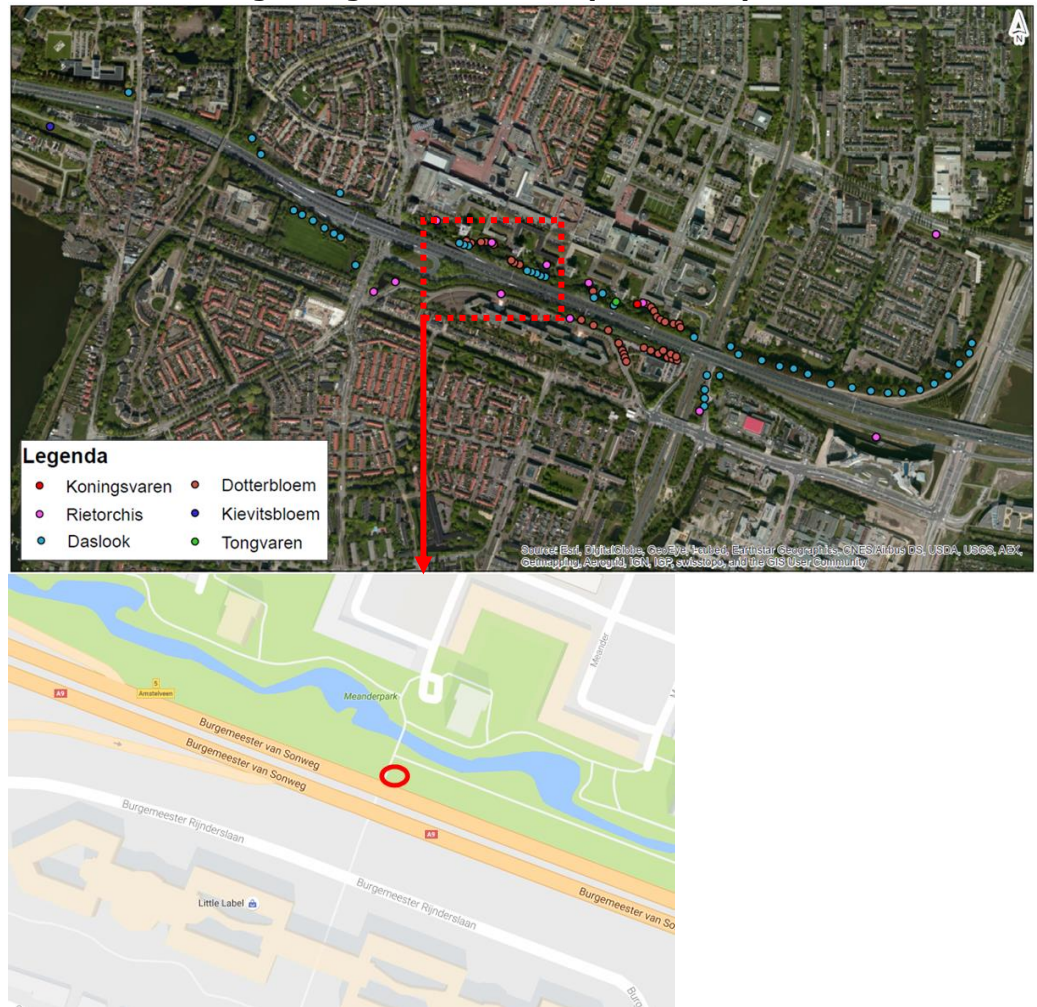 N
Legenda
Koningsvaren
Dotterbloem
Rietorchis
Kievitsbloem
Daslook
Tongvaren
Source: Esri, DigitalGlobe, GeoEye, i-cubed, Earthstar Geographics, CNES/Airbus DS, USDA, USGS, AEX,
Getmapping, Aerogrid, IGN, IGP, swisstopo, and the GIS User Community
Meander
5
Amstelveen
A9
Meanderpark
Burgemeester van Sonweg
Burgemeester van Sonweg
Burgemeester Rijnderslaan
A9
Burgemeester Rijnderslaan
Burgemeester van So
Little Label